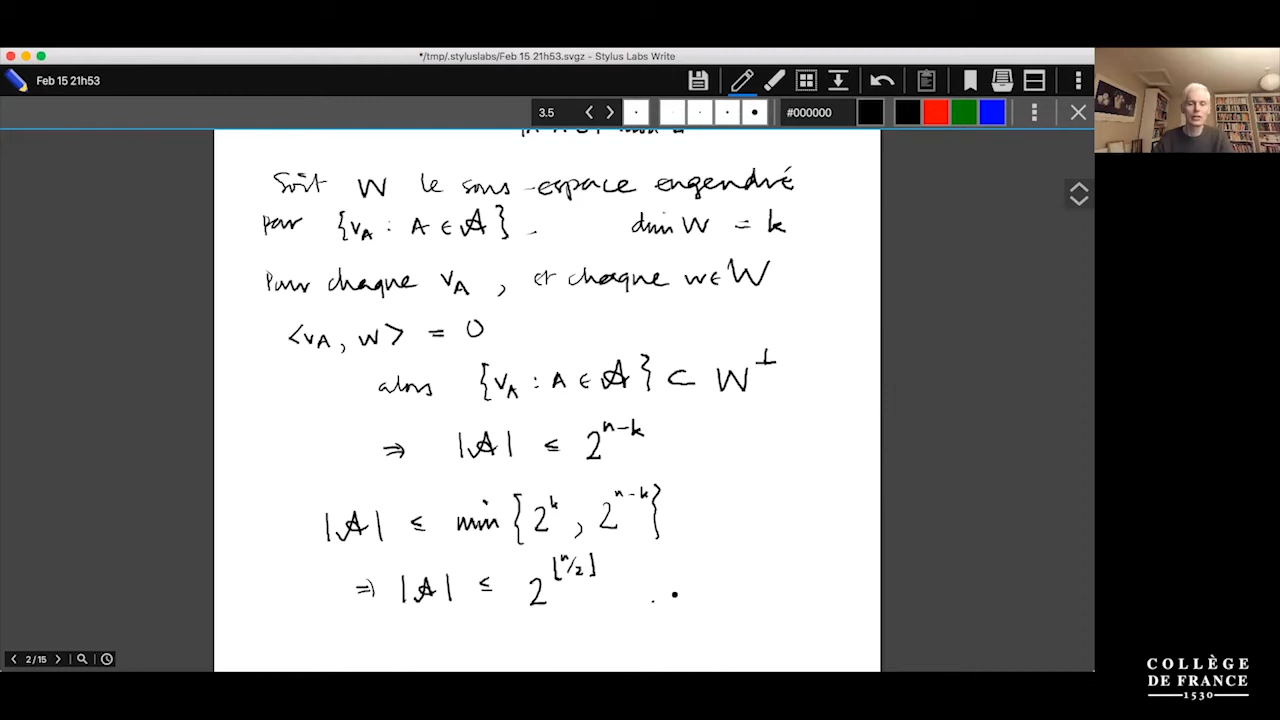 */tmp/.styluslabs/Feb 15 21h53.svgz - Stylus Labs Write
Feb 15 21h53
3.5
#000000
Soit W le sous-espace engendré
par {v_A : A ∈ 𝒜}. dim W = k
Pour chaque v_A, et chaque w ∈ W
<v_A, w> = 0
alors {v_A : A ∈ 𝒜} ⊂ W^⊥
⇒ |𝒜| ≤ 2^{n-k}
|𝒜| ≤ min {2^k, 2^{n-k}}
⇒ |𝒜| ≤ 2^{⌊n/2⌋}.
2/15
COLLÈGE
DE FRANCE
1530